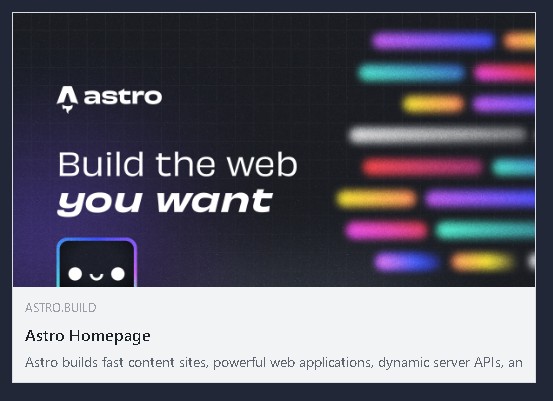 astro
Build the web
you want
ASTRO.BUILD
Astro Homepage
Astro builds fast content sites, powerful web applications, dynamic server APIs, an